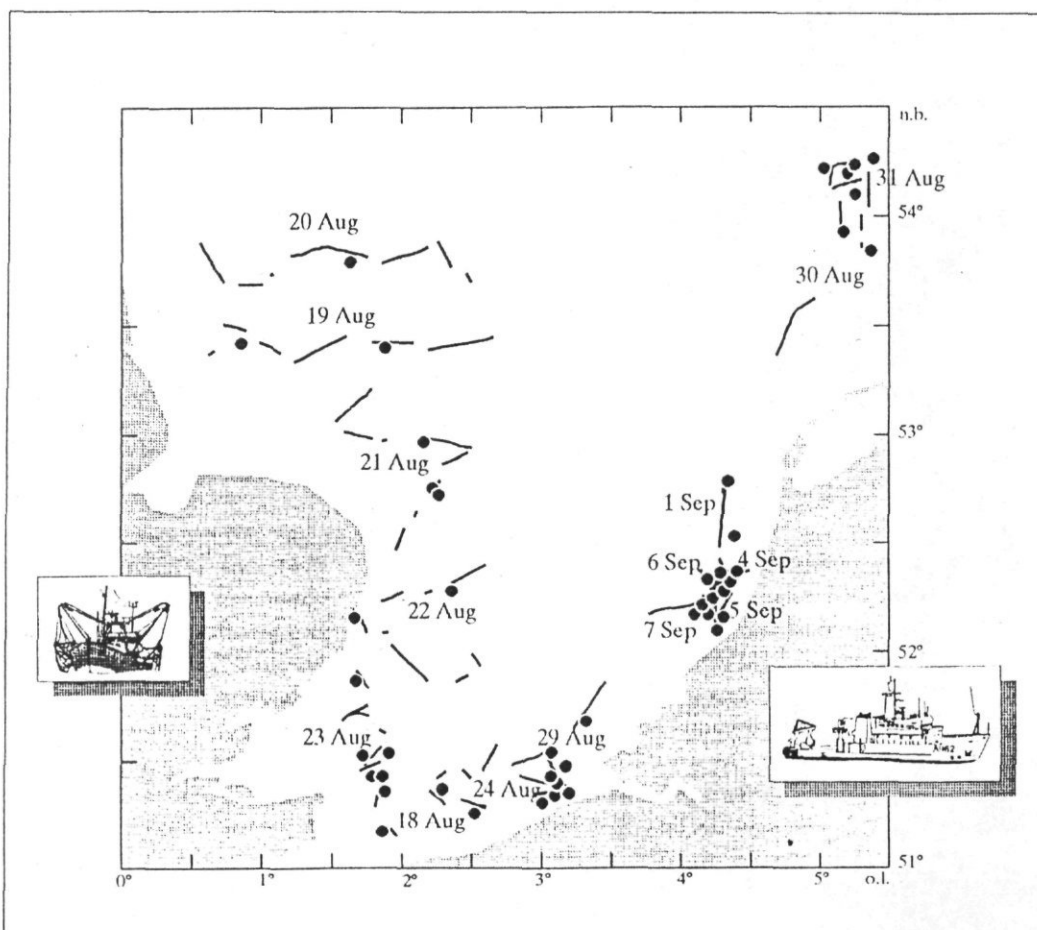 n.b.
31 Aug
54°
20 Aug
30 Aug
19 Aug
53°
21 Aug
1 Sep
6 Sep
4 Sep
22 Aug
5 Sep
7 Sep
52°
23 Aug
29 Aug
24 Aug
18 Aug
51°
0°
1°
2°
3°
4°
5°
o.l.